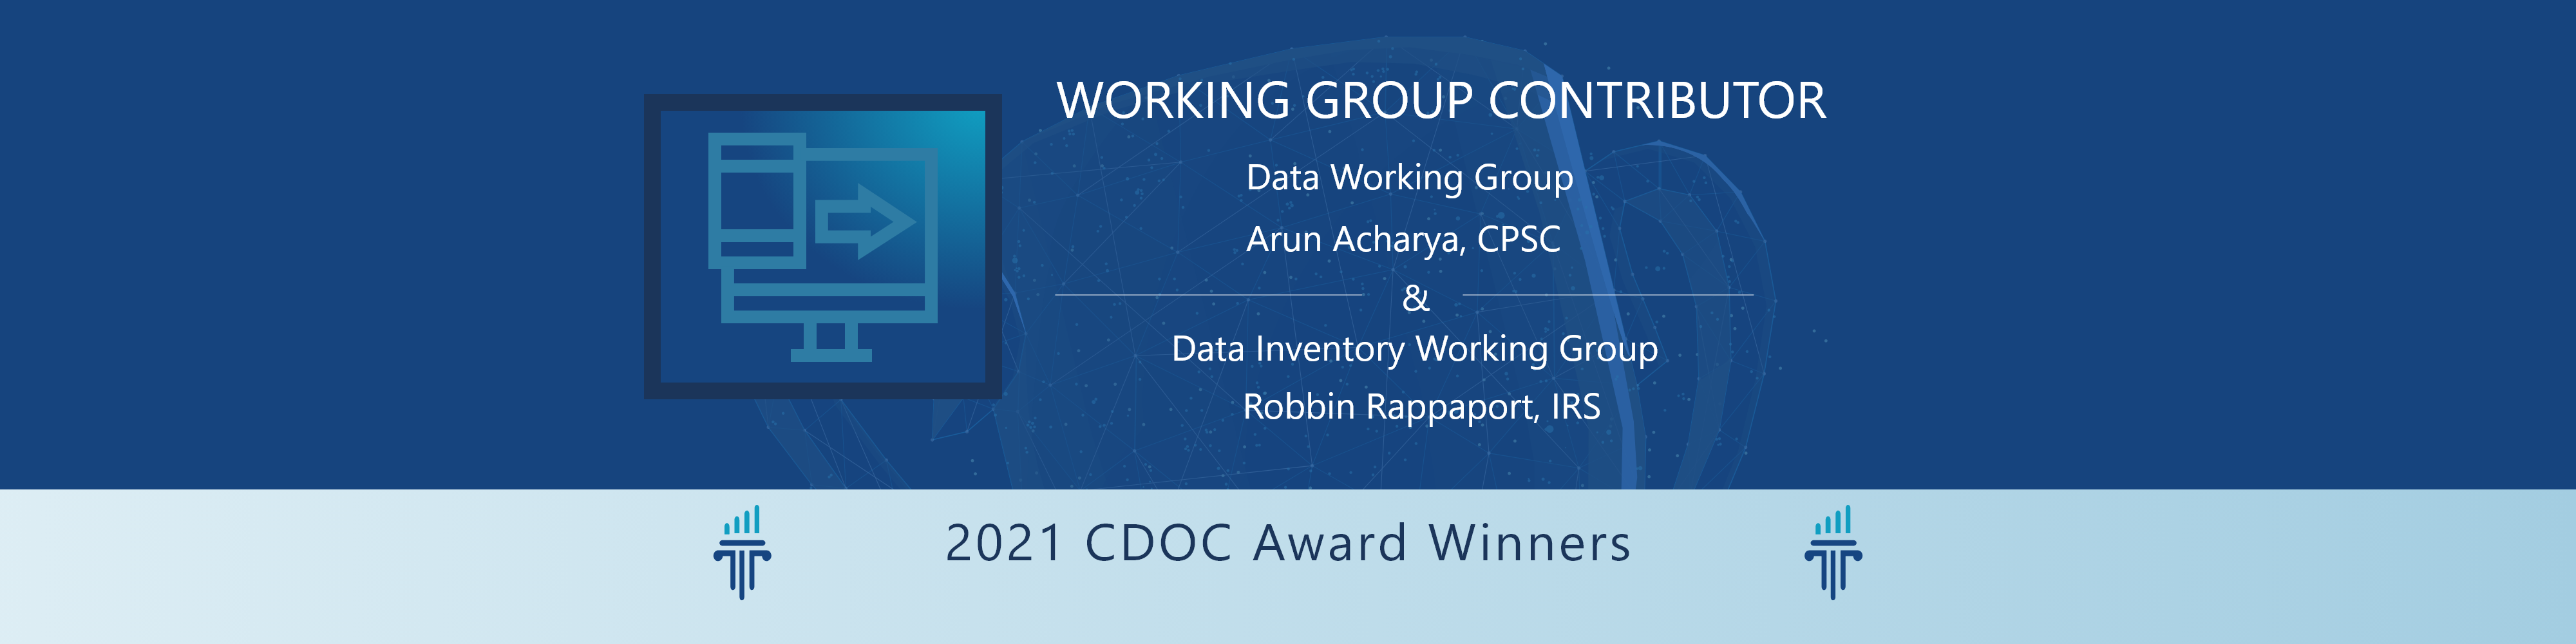 WORKING GROUP CONTRIBUTOR
Data Working Group
Arun Acharya, CPSC
&
Data Inventory Working Group
Robbin Rappaport, IRS
2021 CDOC Award Winners